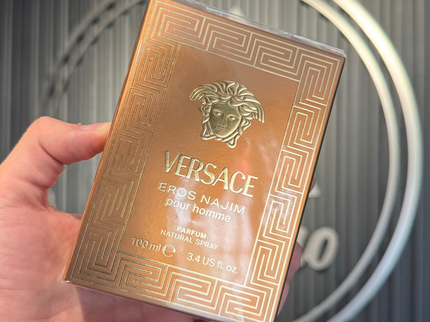 VERSACE
EROS NAJIM
pour homme
PARFUM
NATURAL SPRAY
100 ml ℮ 3.4 US fl. oz.